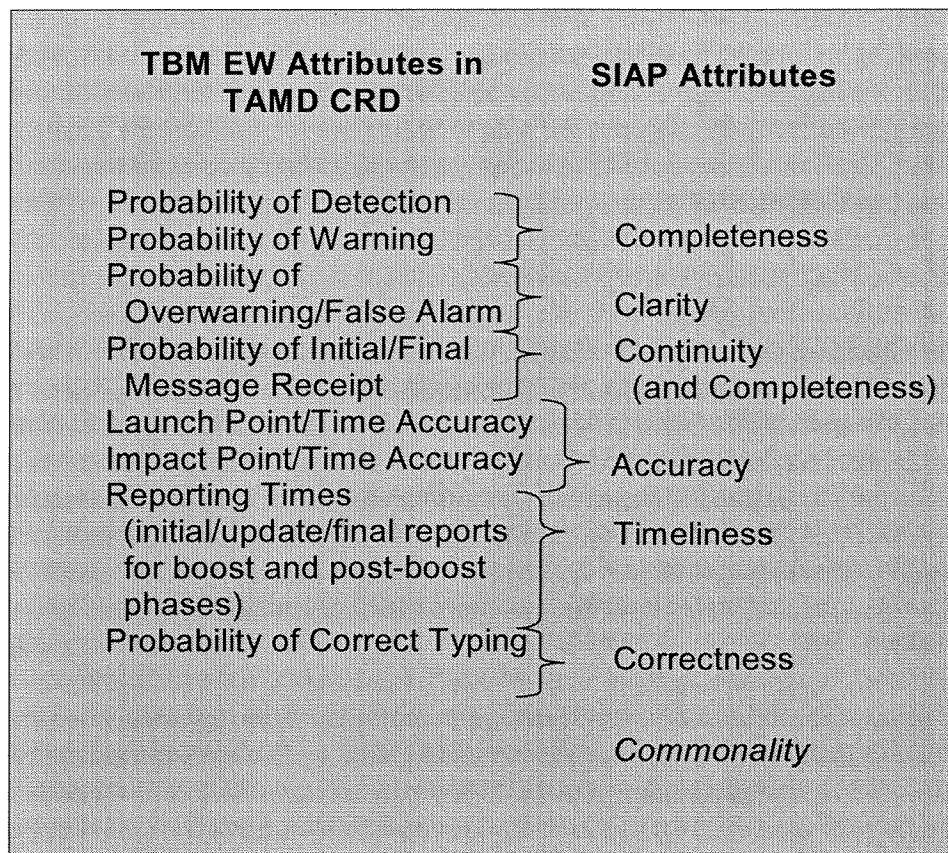 TBM EW Attributes in
TAMD CRD
SIAP Attributes
Probability of Detection
Probability of Warning
Completeness
Probability of
Overwarning/False Alarm
Clarity
Probability of Initial/Final
Message Receipt
Continuity
(and Completeness)
Launch Point/Time Accuracy
Impact Point/Time Accuracy
Accuracy
Reporting Times
(initial/update/final reports
for boost and post-boost
phases)
Timeliness
Probability of Correct Typing
Correctness
Commonality